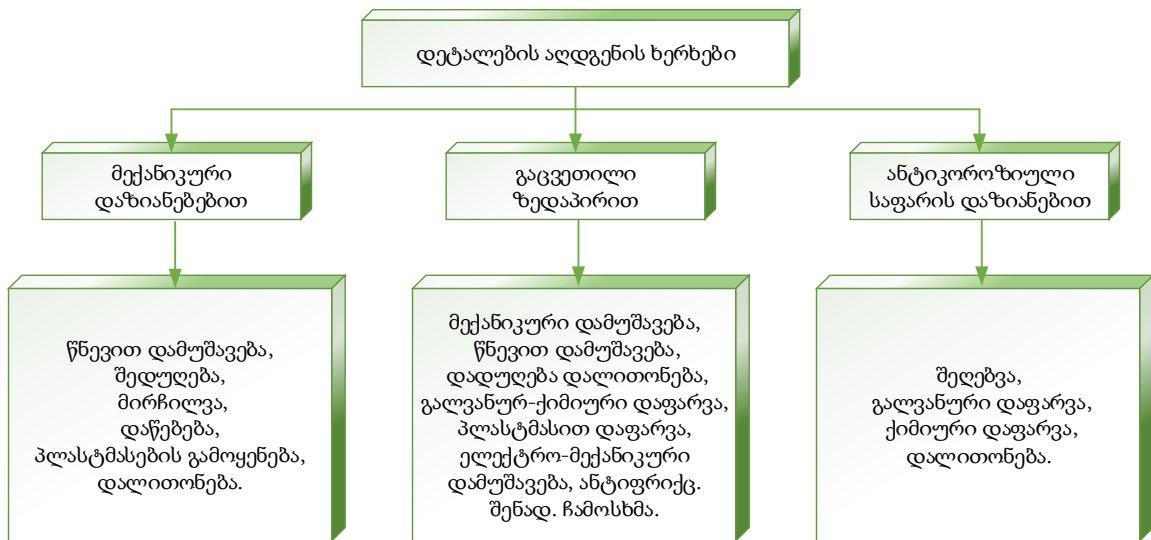 დეტალების აღდგენის ხერხები
მექანიკური
დაზიანებებით
გაცვეთილი
ზედაპირით
ანტიკოროზიული
საფარის დაზიანებით
წნევით დამუშავება,
შედუღება,
მირჩილვა,
დაწებება,
პლასტმასების გამოყენება,
დალითონება.
მექანიკური დამუშავება,
წნევით დამუშავება,
დადუღება დალითონება,
გალვანურ-ქიმიური დაფარვა,
პლასტმასით დაფარვა,
ელექტრო-მექანიკური
დამუშავება, ანტიფრიქც.
შენად. ჩამოსხმა.
შეღებვა,
გალვანური დაფარვა,
ქიმიური დაფარვა,
დალითონება.